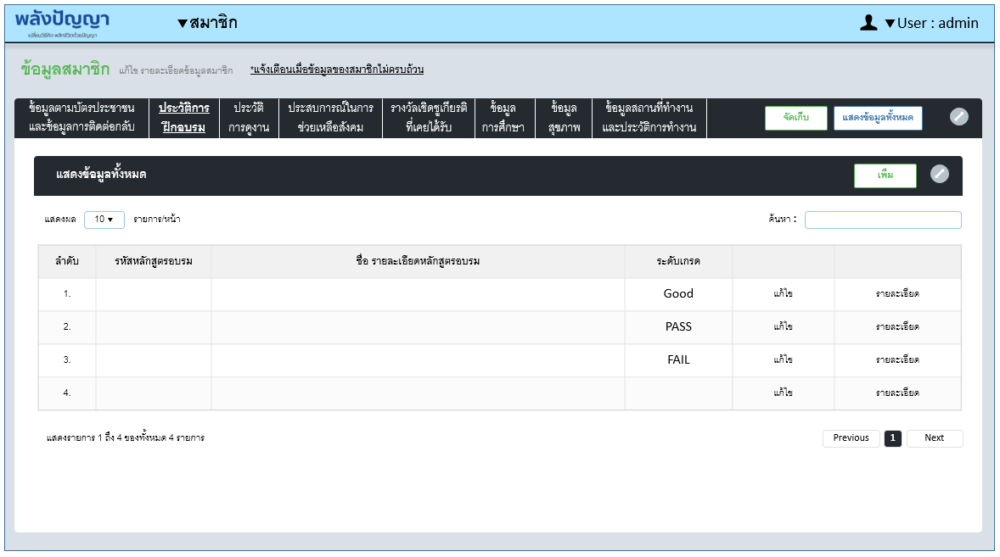 พลังปัญญา
เปลี่ยนวิธีคิด พลิกชีวิตด้วยปัญญา
▼สมาชิก
▼User : admin
ข้อมูลสมาชิก แก้ไข รายละเอียดข้อมูลสมาชิก *แจ้งเตือนเมื่อข้อมูลของสมาชิกไม่ครบถ้วน
ข้อมูลตามบัตรประชาชน
และข้อมูลการติดต่อกลับ
ประวัติการ
ฝึกอบรม
ประวัติ
การดูงาน
ประสบการณ์ในการ
ช่วยเหลือสังคม
รางวัลเชิดชูเกียรติ
ที่เคยได้รับ
ข้อมูล
การศึกษา
ข้อมูล
สุขภาพ
ข้อมูลสถานที่ทำงาน
และประวัติการทำงาน
จัดเก็บ
แสดงข้อมูลทั้งหมด
แสดงข้อมูลทั้งหมด
เพิ่ม
แสดงผล 10 ▼ รายการ/หน้า
ค้นหา :
ลำดับ รหัสหลักสูตรอบรม ชื่อ รายละเอียดหลักสูตรอบรม ระดับเกรด
1. Good แก้ไข รายละเอียด
2. PASS แก้ไข รายละเอียด
3. FAIL แก้ไข รายละเอียด
4. แก้ไข รายละเอียด
แสดงรายการ 1 ถึง 4 ของทั้งหมด 4 รายการ
Previous 1 Next